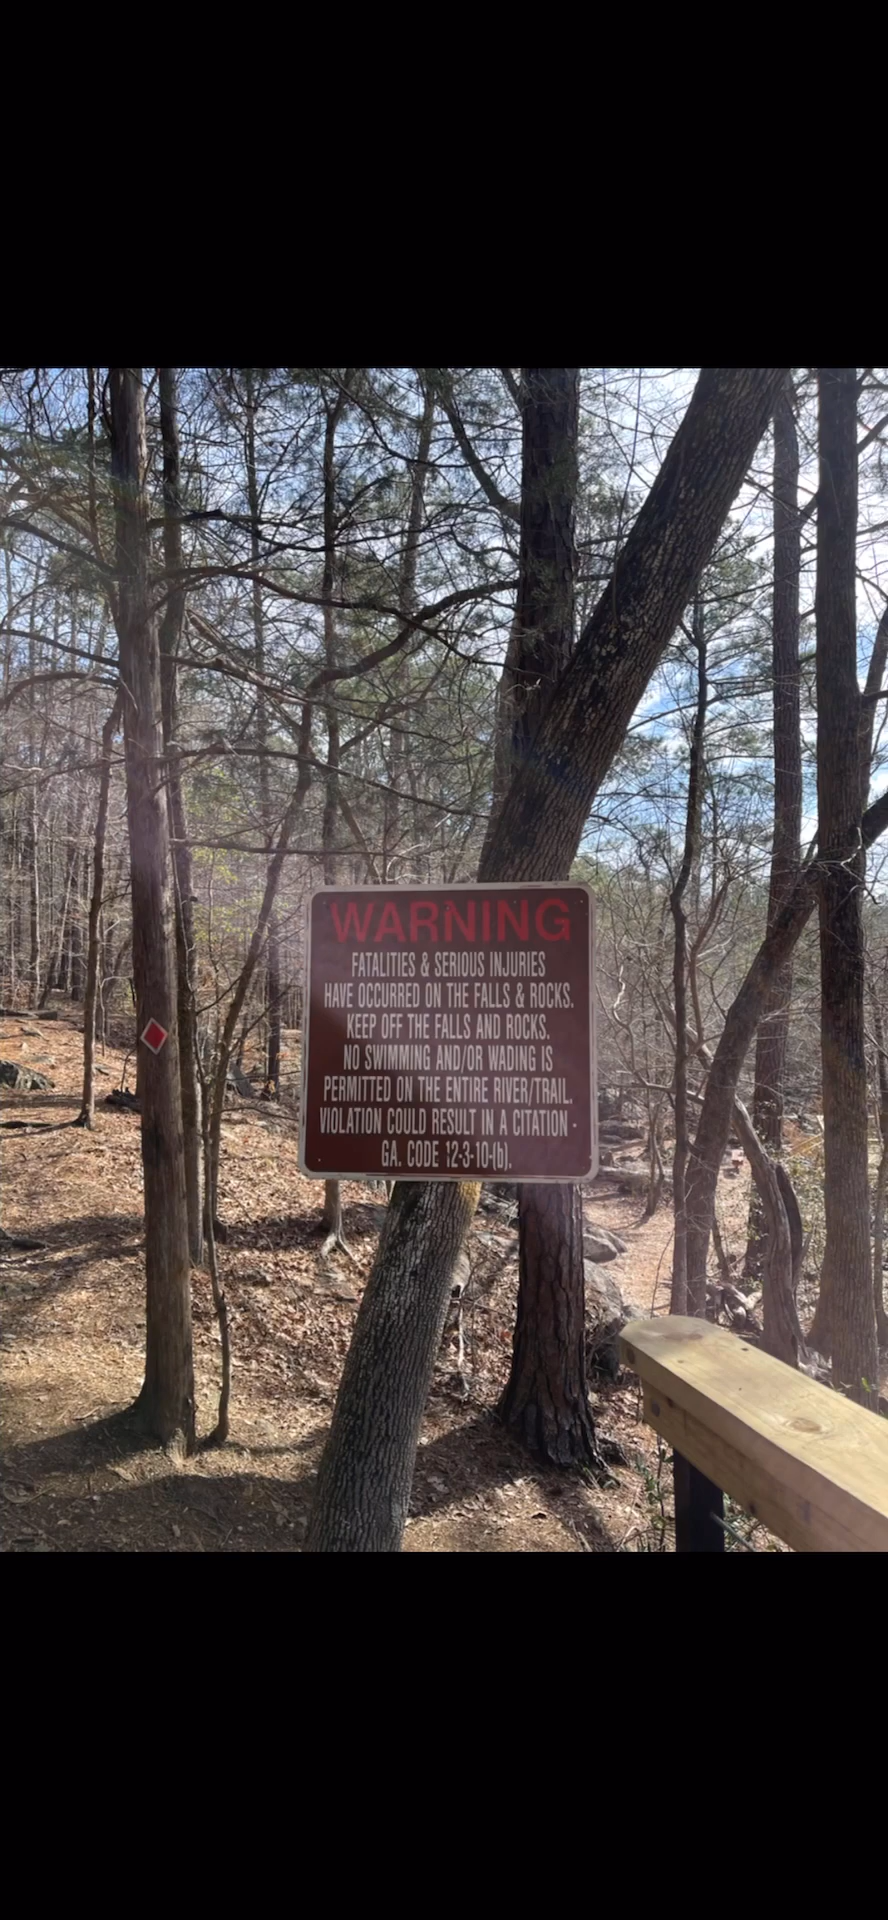 WARNING
FATALITIES & SERIOUS INJURIES
HAVE OCCURRED ON THE FALLS & ROCKS.
KEEP OFF THE FALLS AND ROCKS.
NO SWIMMING AND/OR WADING IS
PERMITTED ON THE ENTIRE RIVER/TRAIL.
VIOLATION COULD RESULT IN A CITATION -
GA. CODE 12-3-10-(b).